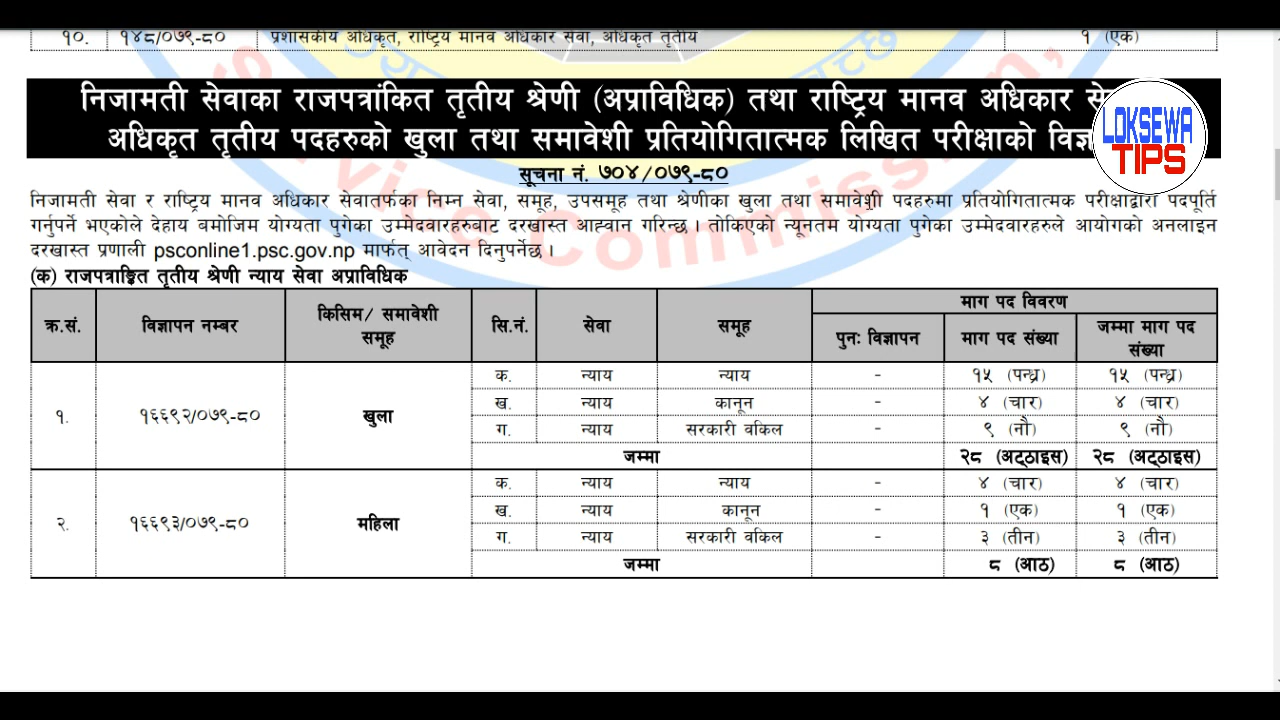 १०. १४८/०७९-८० प्रशासकीय अधिकृत, राष्ट्रिय मानव अधिकार सेवा, अधिकृत तृतीय १ (एक)
निजामती सेवाका राजपत्रांकित तृतीय श्रेणी (अप्राविधिक) तथा राष्ट्रिय मानव अधिकार
अधिकृत तृतीय पदहरुको खुला तथा समावेशी प्रतियोगितात्मक लिखित परीक्षाको
LOKSEWA
TIPS
सूचना नं. ७०४/०७९-८०
निजामती सेवा र राष्ट्रिय मानव अधिकार सेवातर्फका निम्न सेवा, समूह, उपसमूह तथा श्रेणीका खुला तथा समावेशी पदहरुमा प्रतियोगितात्मक परीक्षाद्वारा पदपूर्ति
गर्नुपर्ने भएकोले देहाय बमोजिम योग्यता पुगेका उम्मेदवारहरुबाट दरखास्त आह्वान गरिन्छ । तोकिएको न्यूनतम योग्यता पुगेका उम्मेदवारहरुले आयोगको अनलाइन
दरखास्त प्रणाली psconline1.psc.gov.np मार्फत् आवेदन दिनुपर्नेछ ।
(क) राजपत्राङ्कित तृतीय श्रेणी न्याय सेवा अप्राविधिक
क्र.सं. विज्ञापन नम्बर किसिम/ समावेशी समूह सि.नं. सेवा समूह माग पद विवरण
पुनः विज्ञापन माग पद संख्या जम्मा माग पद संख्या
१. १६६९२/०७९-८० खुला
क. न्याय न्याय - १५ (पन्ध्र) १५ (पन्ध्र)
ख. न्याय कानून - ४ (चार) ४ (चार)
ग. न्याय सरकारी वकिल - ९ (नौ) ९ (नौ)
जम्मा २८ (अट्ठाइस) २८ (अट्ठाइस)
२. १६६९३/०७९-८० महिला
क. न्याय न्याय - ४ (चार) ४ (चार)
ख. न्याय कानून - १ (एक) १ (एक)
ग. न्याय सरकारी वकिल - ३ (तीन) ३ (तीन)
जम्मा ८ (आठ) ८ (आठ)